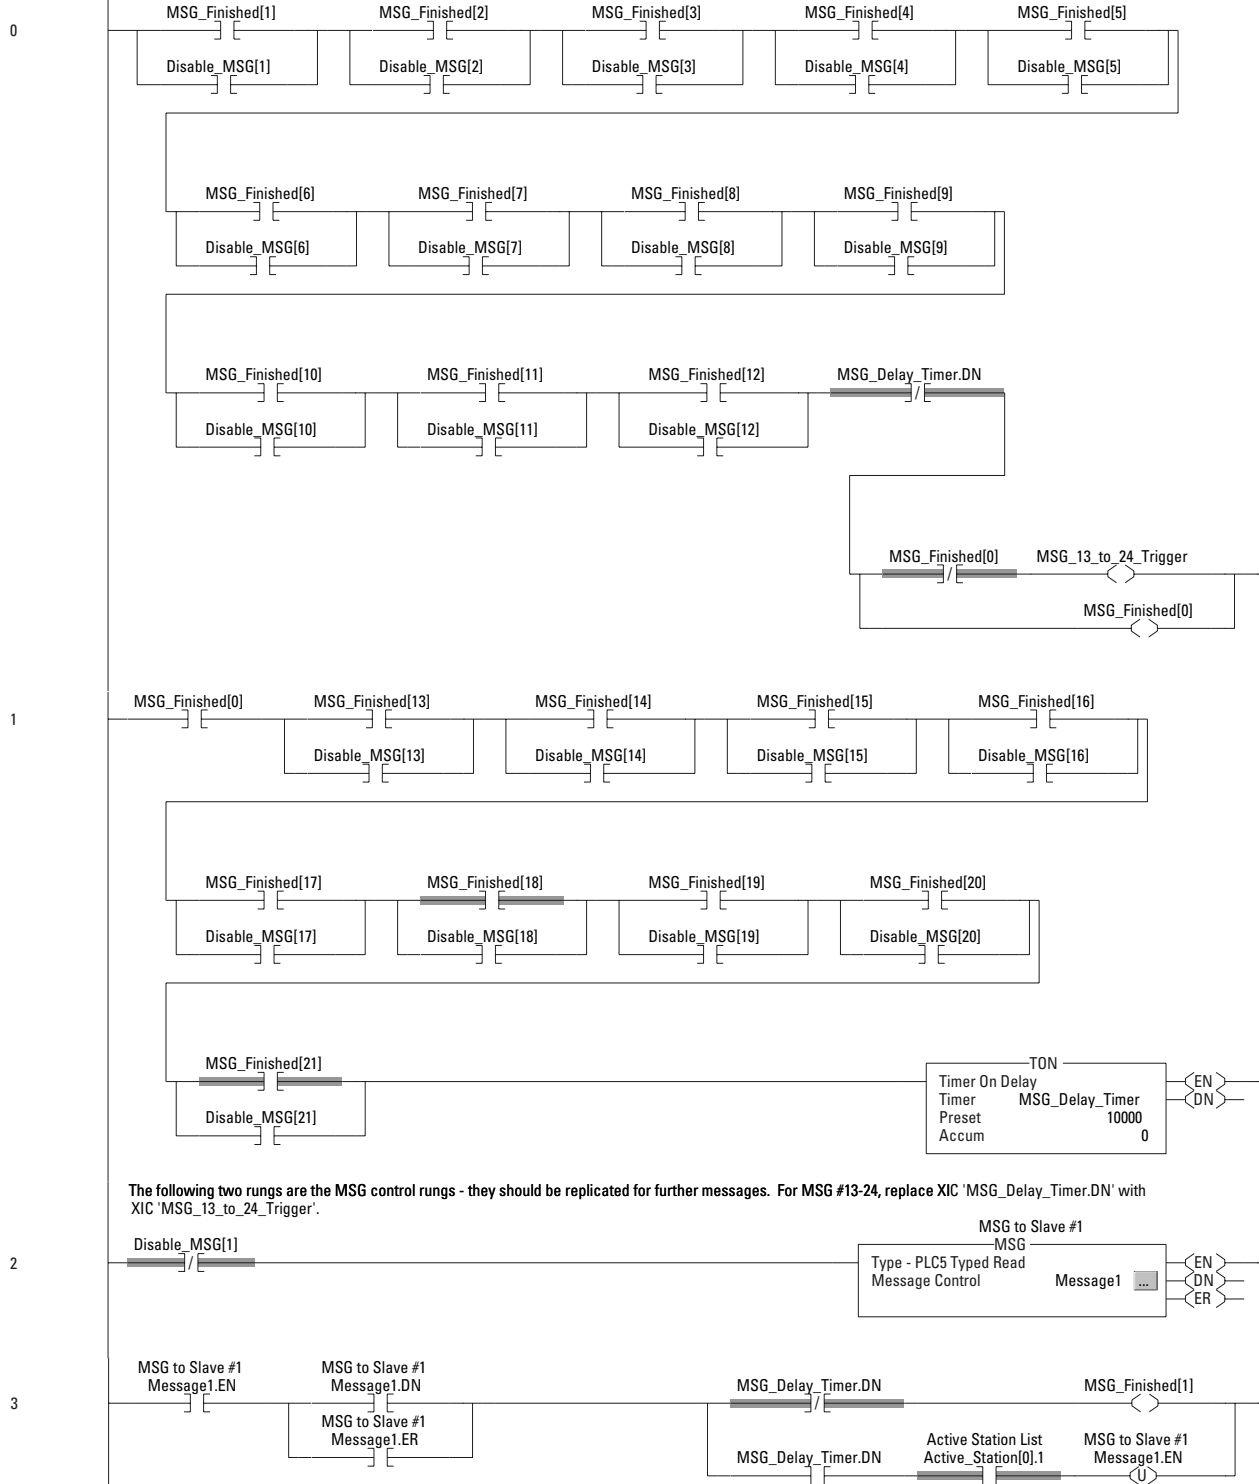 MSG_Finished[1] MSG_Finished[2] MSG_Finished[3] MSG_Finished[4] MSG_Finished[5]
0
Disable_MSG[1] Disable_MSG[2] Disable_MSG[3] Disable_MSG[4] Disable_MSG[5]
MSG_Finished[6] MSG_Finished[7] MSG_Finished[8] MSG_Finished[9]
Disable_MSG[6] Disable_MSG[7] Disable_MSG[8] Disable_MSG[9]
MSG_Finished[10] MSG_Finished[11] MSG_Finished[12] MSG_Delay_Timer.DN
Disable_MSG[10] Disable_MSG[11] Disable_MSG[12]
MSG_Finished[0] MSG_13_to_24_Trigger
MSG_Finished[0]
MSG_Finished[0] MSG_Finished[13] MSG_Finished[14] MSG_Finished[15] MSG_Finished[16]
1
Disable_MSG[13] Disable_MSG[14] Disable_MSG[15] Disable_MSG[16]
MSG_Finished[17] MSG_Finished[18] MSG_Finished[19] MSG_Finished[20]
Disable_MSG[17] Disable_MSG[18] Disable_MSG[19] Disable_MSG[20]
MSG_Finished[21] TON
Timer On Delay EN
Timer MSG_Delay_Timer DN
Disable_MSG[21] Preset 10000
Accum 0
The following two rungs are the MSG control rungs - they should be replicated for further messages. For MSG #13-24, replace XIC 'MSG_Delay_Timer.DN' with
XIC 'MSG_13_to_24_Trigger'.
MSG to Slave #1
Disable_MSG[1] MSG
2 Type - PLC5 Typed Read EN
Message Control Message1 ... DN
ER
MSG to Slave #1 MSG to Slave #1
Message1.EN Message1.DN MSG_Delay_Timer.DN MSG_Finished[1]
3
MSG to Slave #1 Active Station List MSG to Slave #1
Message1.ER MSG_Delay_Timer.DN Active_Station[0].1 Message1.EN
U